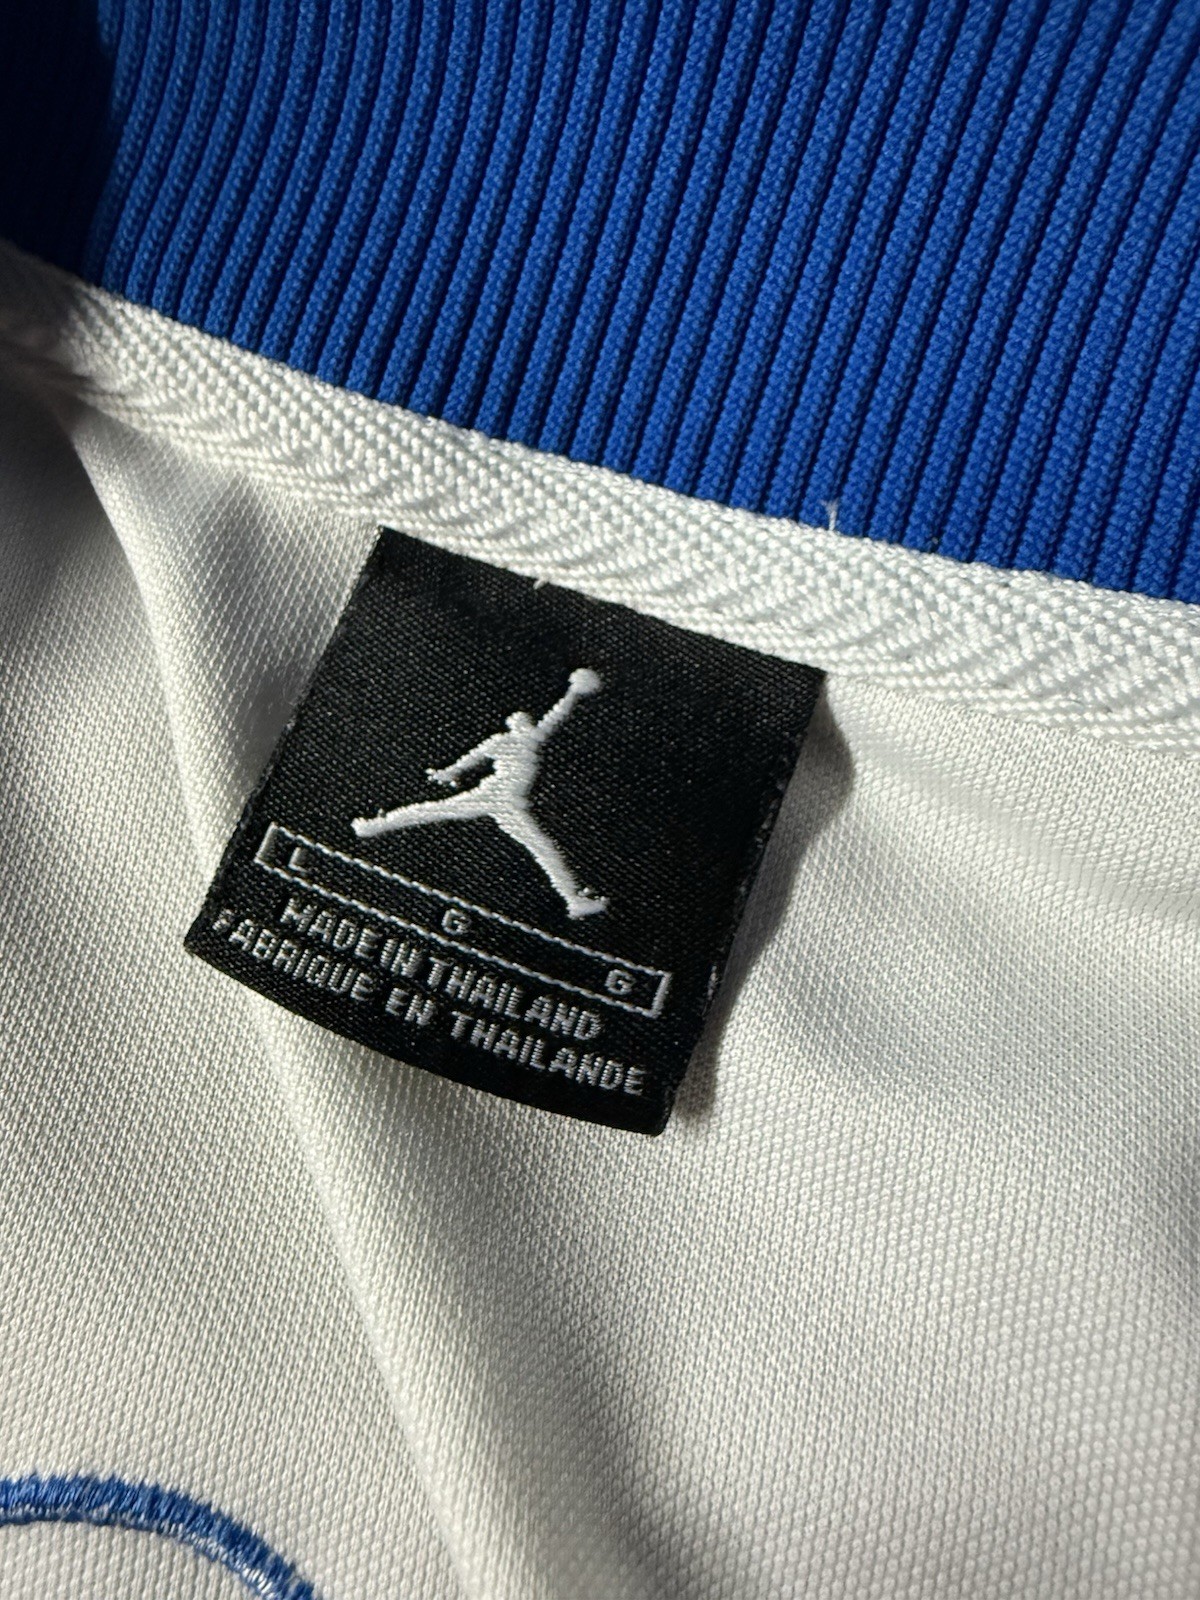 L G G
MADE IN THAILAND
FABRIQUE EN THAILANDE